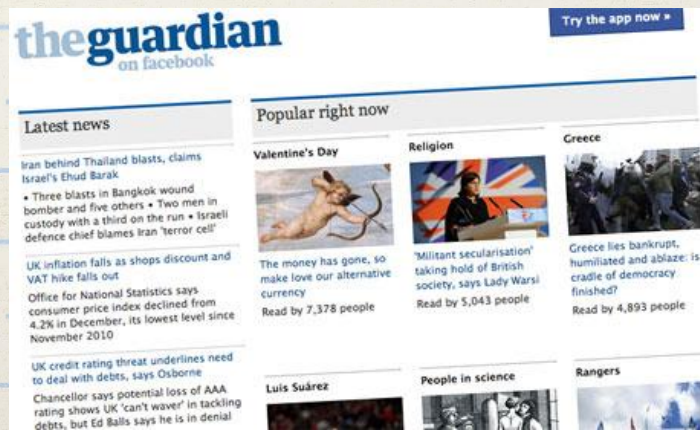 theguardian
on facebook
Try the app now »
Latest news
Iran behind Thailand blasts, claims
Israel's Ehud Barak
• Three blasts in Bangkok wound
bomber and five others • Two men in
custody with a third on the run • Israeli
defence chief blames Iran 'terror cell'
UK inflation falls as shops discount and
VAT hike falls out
Office for National Statistics says
consumer price index declined from
4.2% in December, its lowest level since
November 2010
UK credit rating threat underlines need
to deal with debts, says Osborne
Chancellor says potential loss of AAA
rating shows UK 'can't waver' in tackling
debts, but Ed Balls says he is in denial
Popular right now
Valentine's Day
The money has gone, so
make love our alternative
currency
Read by 7,378 people
Religion
'Militant secularisation'
taking hold of British
society, says Lady Warsi
Read by 5,043 people
Greece
Greece lies bankrupt,
humiliated and ablaze: is
cradle of democracy
finished?
Read by 4,893 people
Luis Suárez
People in science
Rangers